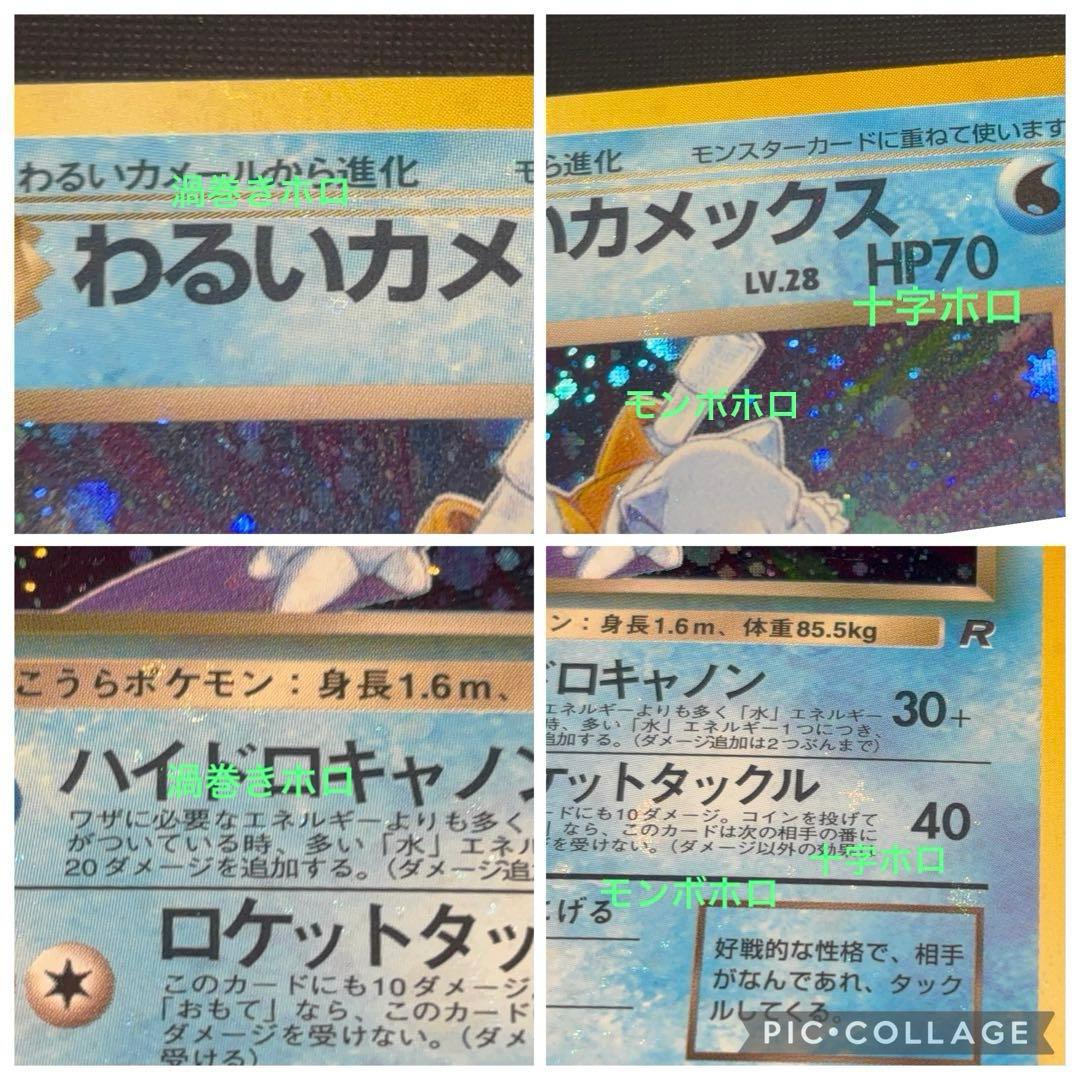 わるいカメールから進化
モ
渦巻きホロ
わるいカメ
ら進化
モンスターカードに重ねて使います
いカメックス
LV.28
HP70
十字ホロ
モンボホロ
こうらポケモン：身長1.6m、
ハイドロキャノン
渦巻きホロ
ワザに必要なエネルギーよりも多く
がついている時、多い「水」エネル
20ダメージを追加する。（ダメージ追
ロケットタッ
このカードにも10ダメージ。
「おもて」なら、このカード
ダメージを受けない。（ダメ
受ける）
ン：身長1.6m、体重85.5kg
R
ドロキャノン
30+
エネルギーよりも多く「水」エネルギー
時、多い「水」エネルギー1つにつき、
追加する。（ダメージ追加は2つぶんまで）
ケットタックル
40
ードにも10ダメージ。コインを投げて
」なら、このカードは次の相手の番に
を受けない。（ダメージ以外の効果は
十字ホロ
モンボホロ
にげる
好戦的な性格で、相手
がなんであれ、タック
ルしてくる。
PIC•COLLAGE